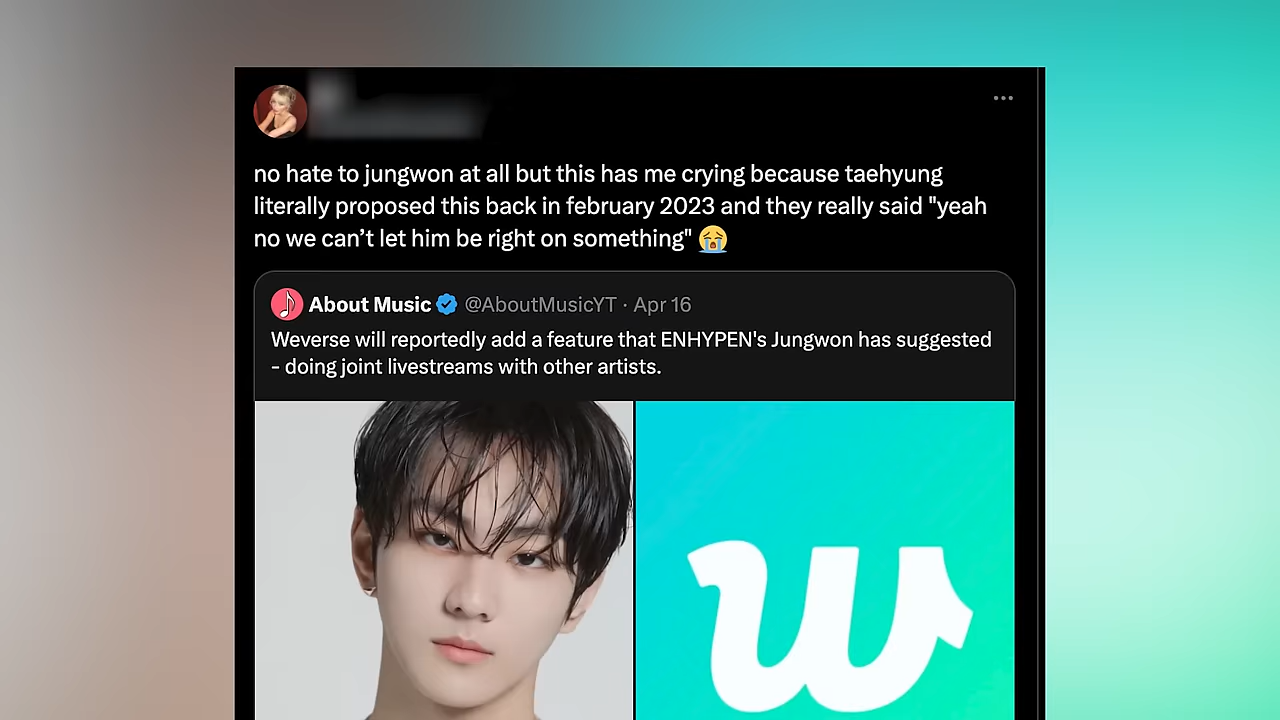 no hate to jungwon at all but this has me crying because taehyung
literally proposed this back in february 2023 and they really said "yeah
no we can’t let him be right on something" 😭
About Music @AboutMusicYT · Apr 16
Weverse will reportedly add a feature that ENHYPEN's Jungwon has suggested
- doing joint livestreams with other artists.
w